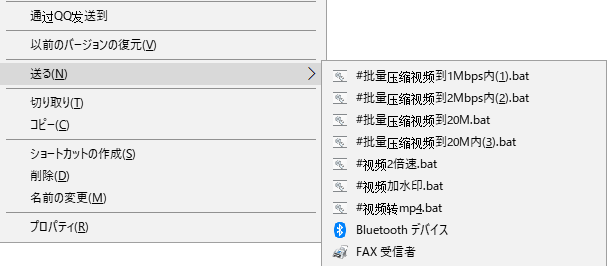 通过QQ发送到
以前のバージョンの復元(V)
送る(N)
切り取り(T)
コピー(C)
ショートカットの作成(S)
削除(D)
名前の変更(M)
プロパティ(R)
#批量压缩视频到1Mbps内(1).bat
#批量压缩视频到2Mbps内(2).bat
#批量压缩视频到20M.bat
#批量压缩视频到20M内(3).bat
#视频2倍速.bat
#视频加水印.bat
#视频转mp4.bat
Bluetooth デバイス
FAX 受信者